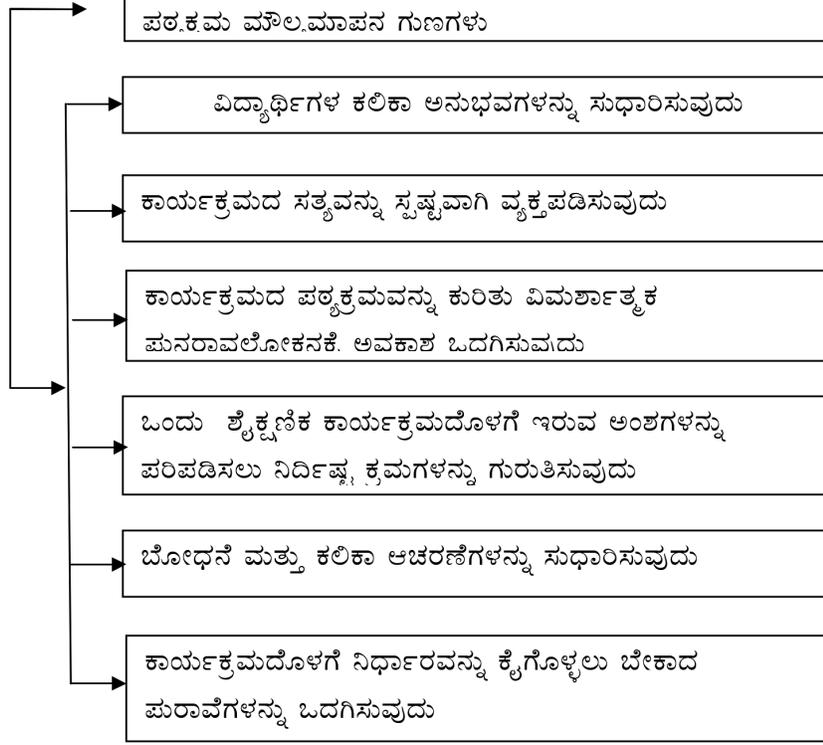 ಪಠ್ಯಕ್ರಮ ಮೌಲ್ಯಮಾಪನ ಗುಣಗಳು
ವಿದ್ಯಾರ್ಥಿಗಳ ಕಲಿಕಾ ಅನುಭವಗಳನ್ನು ಸುಧಾರಿಸುವುದು
ಕಾರ್ಯಕ್ರಮದ ಸತ್ಯವನ್ನು ಸ್ಪಷ್ಟವಾಗಿ ವ್ಯಕ್ತಪಡಿಸುವುದು
ಕಾರ್ಯಕ್ರಮದ ಪಠ್ಯಕ್ರಮವನ್ನು ಕುರಿತು ವಿಮರ್ಶಾತ್ಮಕ
ಪುನರಾವಲೋಕನಕೆ. ಅವಕಾಶ ಒದಗಿಸುವುದು
ಒಂದು ಶೈಕ್ಷಣಿಕ ಕಾರ್ಯಕ್ರಮದೊಳಗೆ ಇರುವ ಅಂಶಗಳನ್ನು
ಪರಿಪಡಿಸಲು ನಿರ್ದಿಷ್ಟ ಕ್ರಮಗಳನ್ನು ಗುರುತಿಸುವುದು
ಬೋಧನೆ ಮತ್ತು ಕಲಿಕಾ ಆಚರಣೆಗಳನ್ನು ಸುಧಾರಿಸುವುದು
ಕಾರ್ಯಕ್ರಮದೊಳಗೆ ನಿರ್ಧಾರವನ್ನು ಕೈಗೊಳ್ಳಲು ಬೇಕಾದ
ಪುರಾವೆಗಳನ್ನು ಒದಗಿಸುವುದು